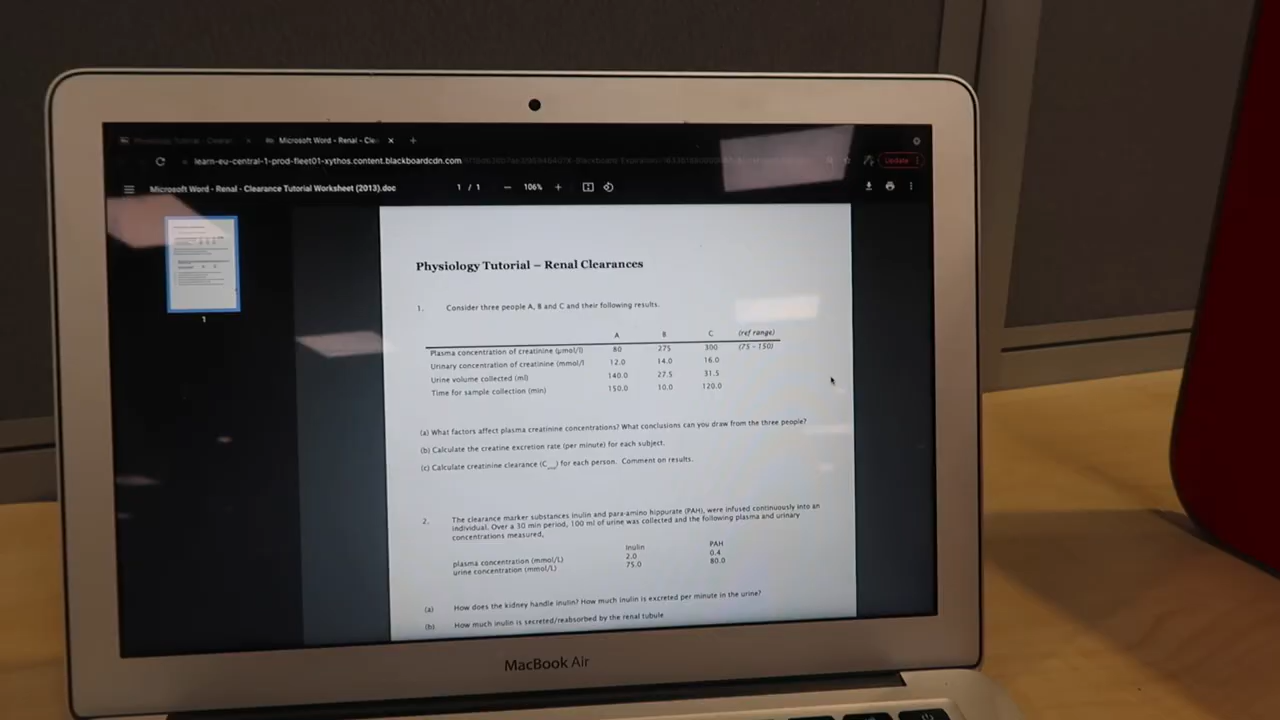 Microsoft Word - Renal - Cle
learn-eu-central-1-prod-fleet01-xythos.content.blackboardcdn.com
Update
Microsoft Word - Renal - Clearance Tutorial Worksheet (2013).doc 1 / 1 106%
1
Physiology Tutorial – Renal Clearances
1. Consider three people A, B and C and their following results.
A B C (ref range)
Plasma concentration of creatinine (µmol/l) 80 275 300 (75 - 150)
Urinary concentration of creatinine (mmol/l 12.0 14.0 16.0
Urine volume collected (ml) 140.0 27.5 31.5
Time for sample collection (min) 150.0 10.0 120.0
(a) What factors affect plasma creatinine concentrations? What conclusions can you draw from the three people?
(b) Calculate the creatine excretion rate (per minute) for each subject.
(c) Calculate creatinine clearance (C ) for each person. Comment on results.
2. The clearance marker substances inulin and para-amino hippurate (PAH), were infused continuously into an
individual. Over a 30 min period, 100 ml of urine was collected and the following plasma and urinary
concentrations measured,
Inulin PAH
plasma concentration (mmol/L) 2.0 0.4
urine concentration (mmol/L) 75.0 80.0
(a) How does the kidney handle inulin? How much inulin is excreted per minute in the urine?
(b) How much inulin is secreted/reabsorbed by the renal tubule
MacBook Air